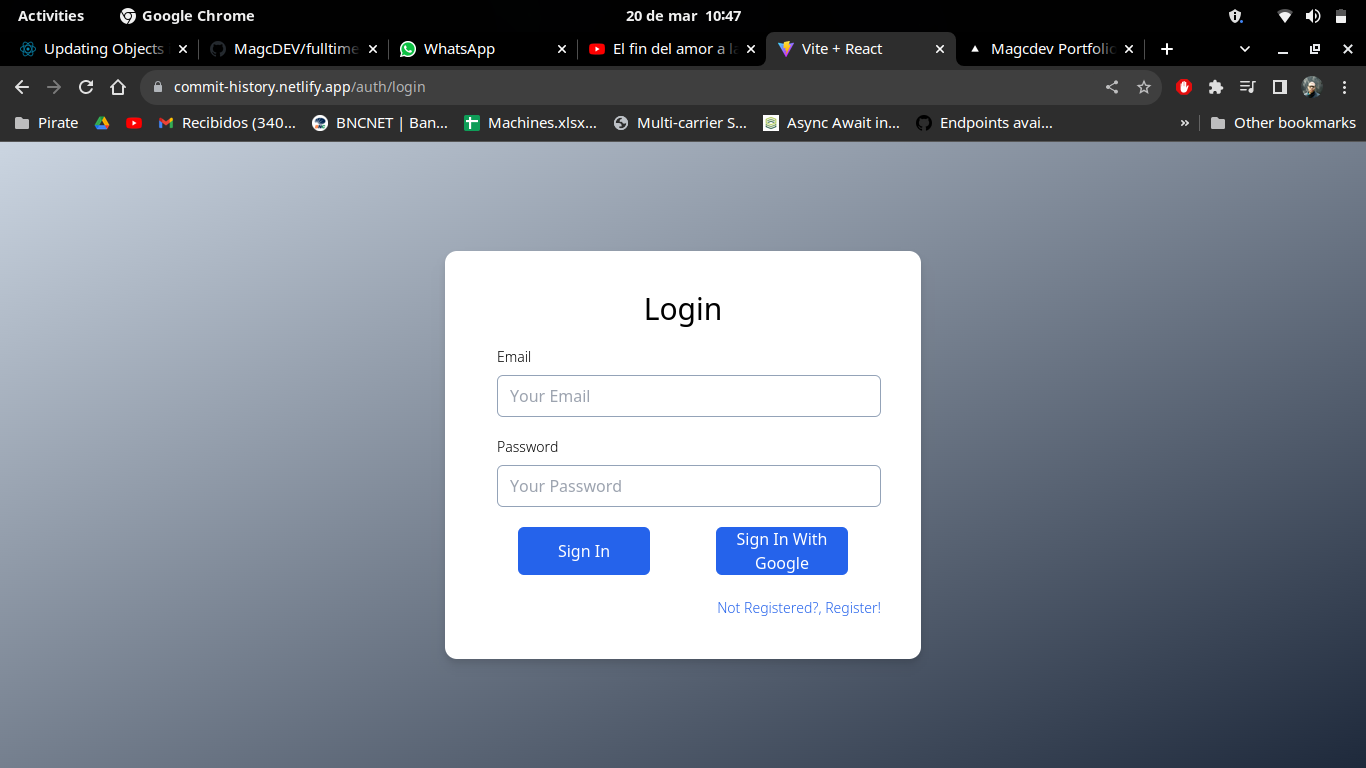 Activities Google Chrome 20 de mar 10:47
Updating Objects MagcDEV/fulltime WhatsApp El fin del amor a la Vite + React Magcdev Portfolio
commit-history.netlify.app/auth/login
Pirate Recibidos (340... BNCNET | Ban... Machines.xlsx... Multi-carrier S... Async Await in... Endpoints avai... » Other bookmarks
Login
Email
Your Email
Password
Your Password
Sign In
Sign In With
Google
Not Registered?, Register!